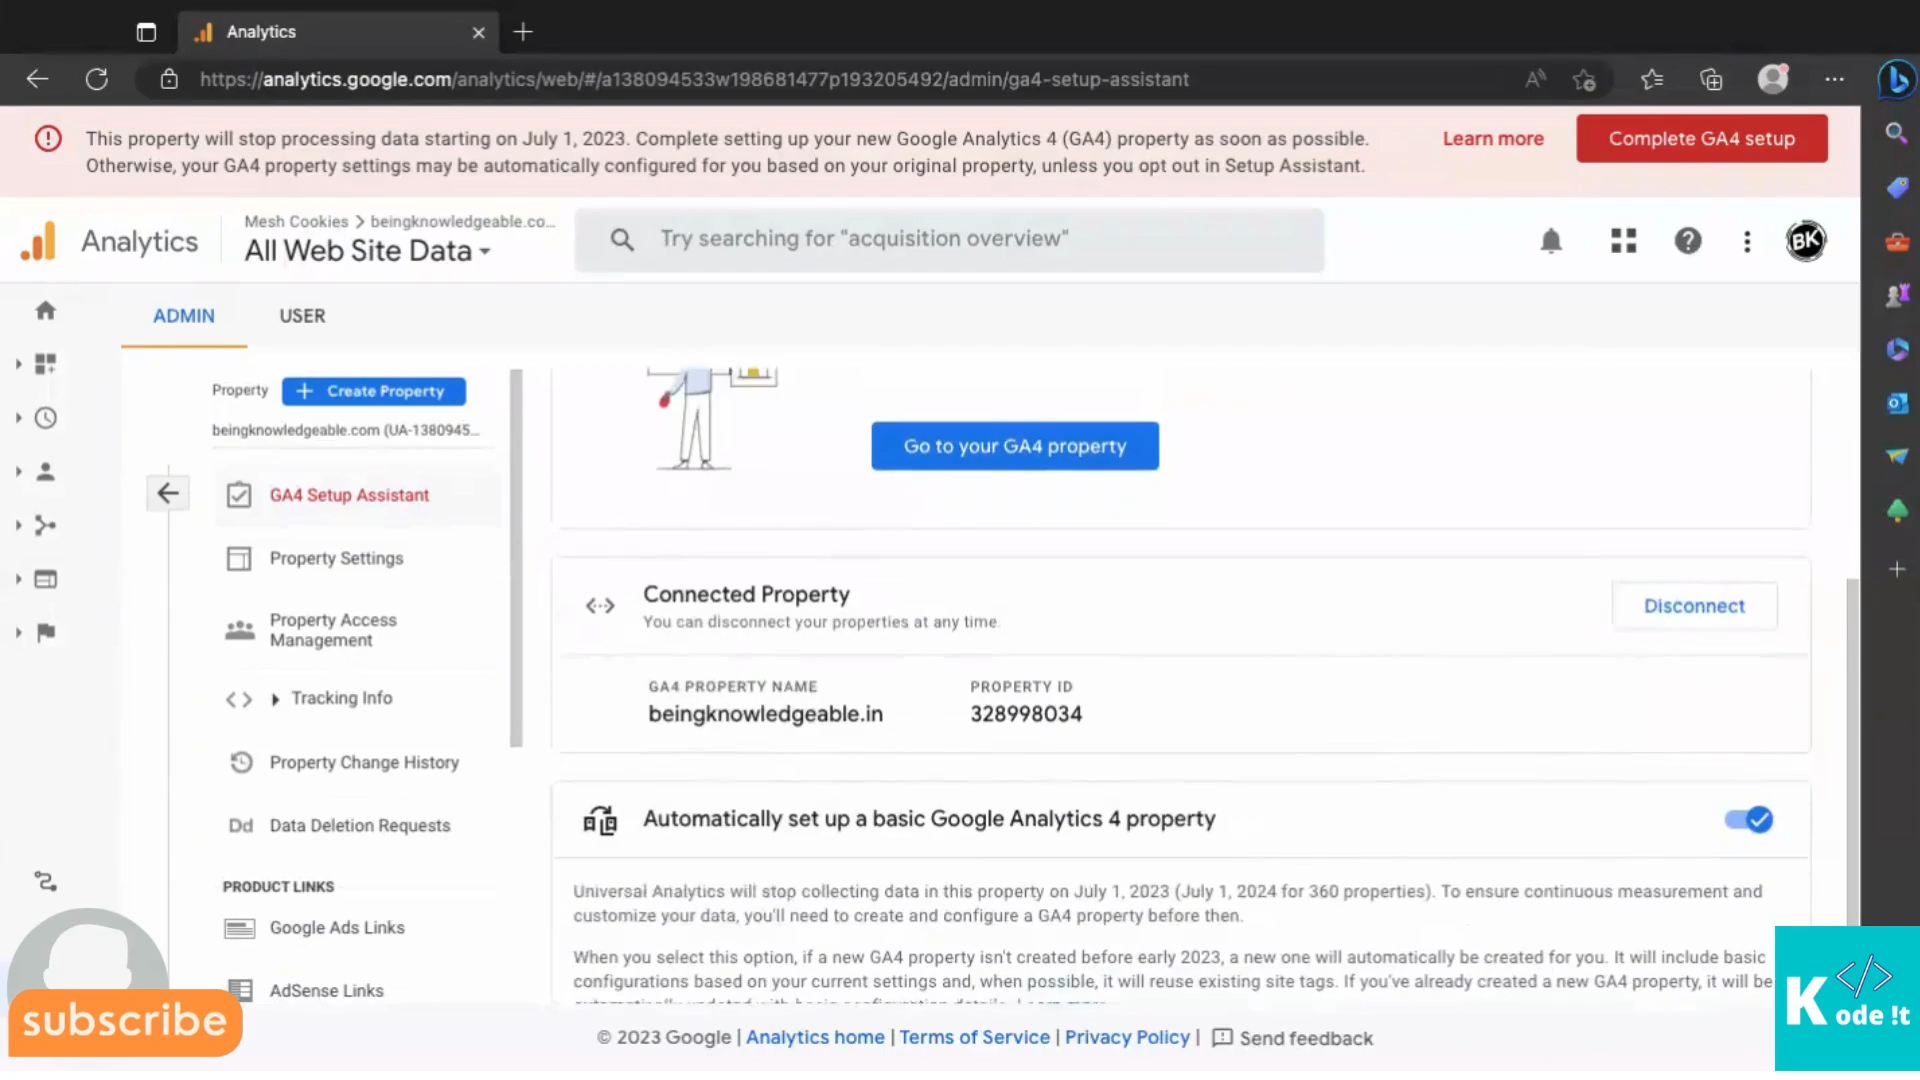 Analytics
https://analytics.google.com/analytics/web/#/a138094533w198681477p193205492/admin/ga4-setup-assistant
This property will stop processing data starting on July 1, 2023. Complete setting up your new Google Analytics 4 (GA4) property as soon as possible.
Otherwise, your GA4 property settings may be automatically configured for you based on your original property, unless you opt out in Setup Assistant.
Learn more
Complete GA4 setup
Analytics
Mesh Cookies > beingknowledgeable.co...
All Web Site Data
Try searching for "acquisition overview"
BK
ADMIN
USER
Property
+ Create Property
beingknowledgeable.com (UA-1380945...
GA4 Setup Assistant
Property Settings
Property Access
Management
Tracking Info
Property Change History
Dd Data Deletion Requests
PRODUCT LINKS
Google Ads Links
AdSense Links
Go to your GA4 property
Connected Property
You can disconnect your properties at any time.
Disconnect
GA4 PROPERTY NAME
beingknowledgeable.in
PROPERTY ID
328998034
Automatically set up a basic Google Analytics 4 property
Universal Analytics will stop collecting data in this property on July 1, 2023 (July 1, 2024 for 360 properties). To ensure continuous measurement and
customize your data, you'll need to create and configure a GA4 property before then.
When you select this option, if a new GA4 property isn't created before early 2023, a new one will automatically be created for you. It will include basic
configurations based on your current settings and, when possible, it will reuse existing site tags. If you've already created a new GA4 property, it will be
© 2023 Google | Analytics home | Terms of Service | Privacy Policy | Send feedback
subscribe
Kode !t